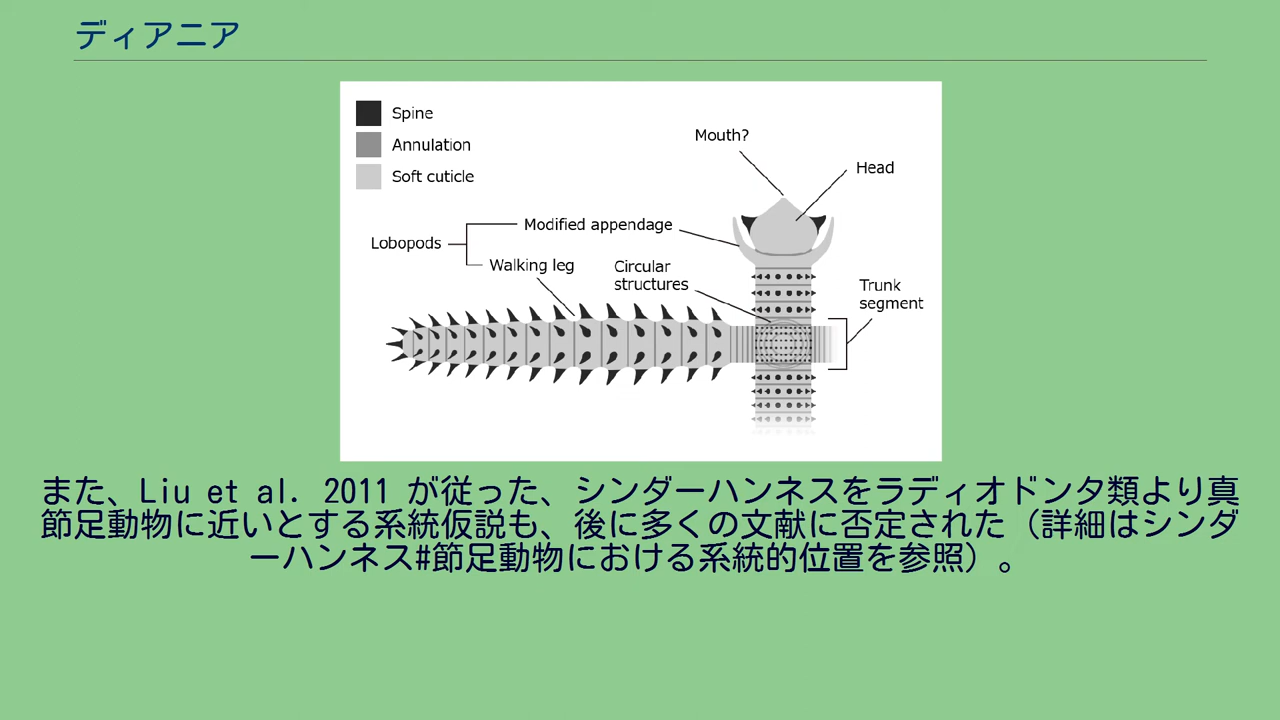 ディアニア
Spine
Annulation
Soft cuticle
Mouth?
Head
Modified appendage
Lobopods
Walking leg
Circular
structures
Trunk
segment
また、Liu et al. 2011 が従った、シンダーハンネスをラディオドンタ類より真
節足動物に近いとする系統仮説も、後に多くの文献に否定された（詳細はシンダ
ーハンネス#節足動物における系統的位置を参照）。